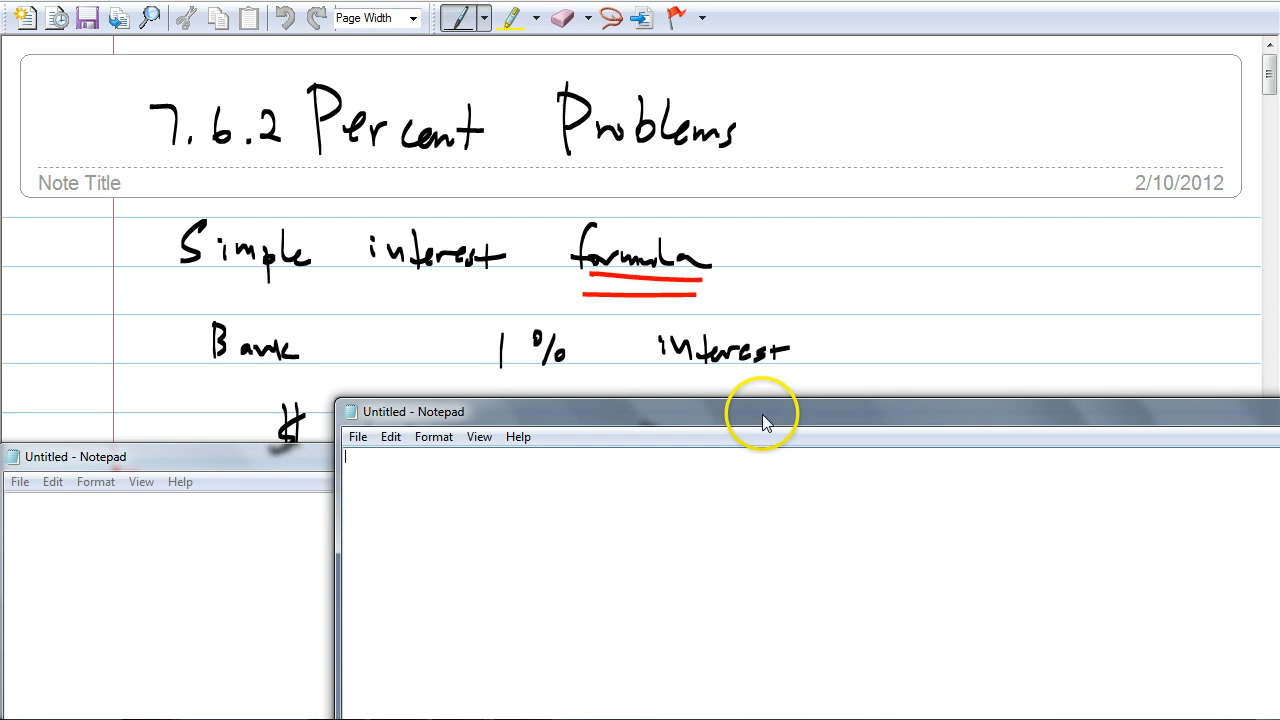 Page Width
7.6.2 Percent Problems
Note Title
2/10/2012
Simple interest formula
Bank 1% interest
$
Untitled - Notepad
File Edit Format View Help
Untitled - Notepad
File Edit Format View Help